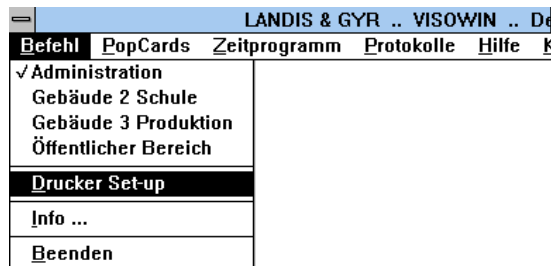 LANDIS & GYR .. VISOWIN ..
Befehl PopCards Zeitprogramm Protokolle Hilfe
✓Administration
Gebäude 2 Schule
Gebäude 3 Produktion
Öffentlicher Bereich
Drucker Set-up
Info ...
Beenden